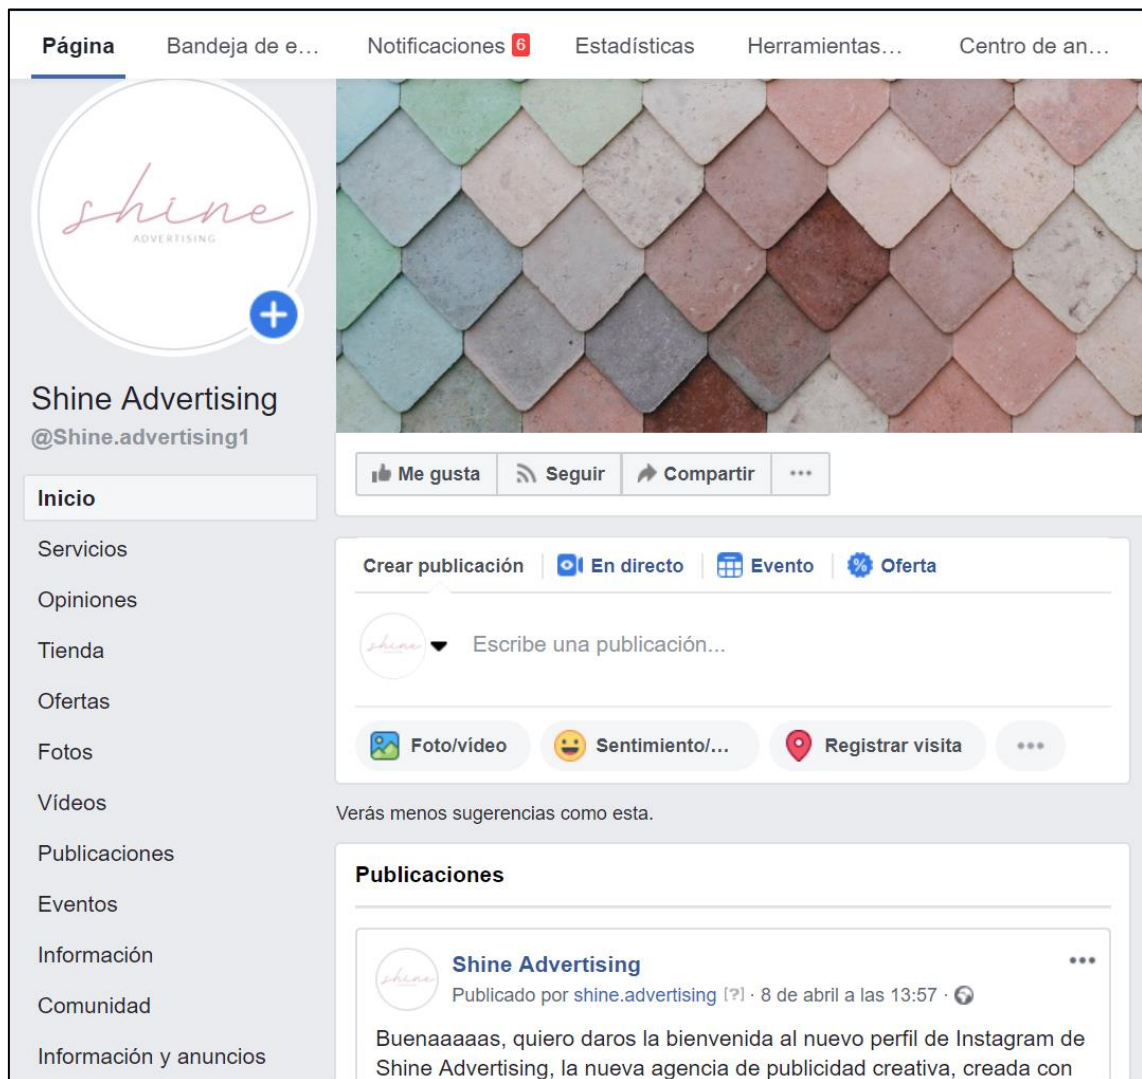 Página Bandeja de e... Notificaciones 6 Estadísticas Herramientas... Centro de an...
shine
ADVERTISING
Shine Advertising
@Shine.advertising1
Inicio
Servicios
Opiniones
Tienda
Ofertas
Fotos
Vídeos
Publicaciones
Eventos
Información
Comunidad
Información y anuncios
Me gusta Seguir Compartir ...
Crear publicación En directo Evento Oferta
shine
Escribe una publicación...
Foto/vídeo Sentimiento/... Registrar visita ...
Verás menos sugerencias como esta.
Publicaciones
shine
Shine Advertising
Publicado por shine.advertising [?] · 8 de abril a las 13:57 ·
Buenaaaaas, quiero daros la bienvenida al nuevo perfil de Instagram de
Shine Advertising, la nueva agencia de publicidad creativa, creada con